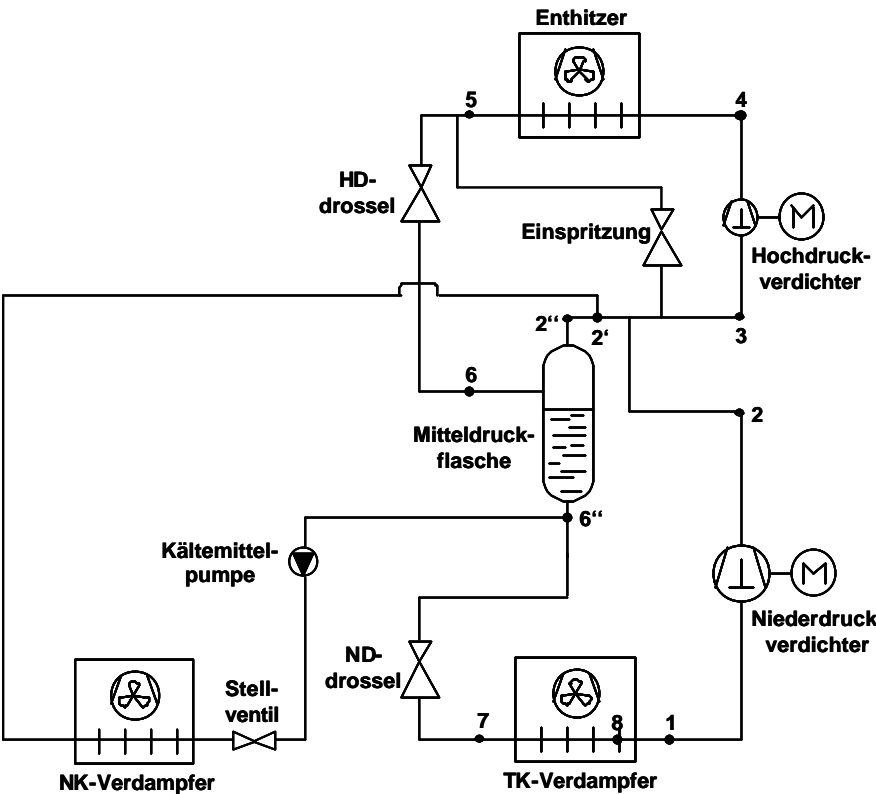 Enthitzer
5
4
HD-
drossel
M
Einspritzung
Hochdruck-
verdichter
2“
2‘
3
6
2
Mitteldruck-
flasche
6“
Kältemittel-
pumpe
M
Niederdruck
verdichter
ND-
drossel
Stell-
ventil
7
8
1
NK-Verdampfer
TK-Verdampfer